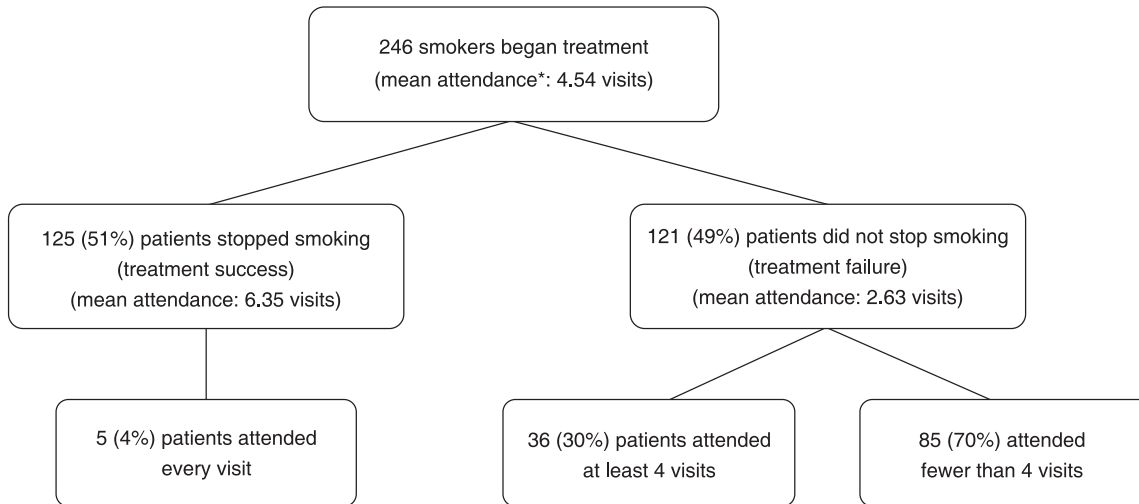 246 smokers began treatment
(mean attendance*: 4.54 visits)
125 (51%) patients stopped smoking
(treatment success)
(mean attendance: 6.35 visits)
121 (49%) patients did not stop smoking
(treatment failure)
(mean attendance: 2.63 visits)
5 (4%) patients attended
every visit
36 (30%) patients attended
at least 4 visits
85 (70%) attended
fewer than 4 visits